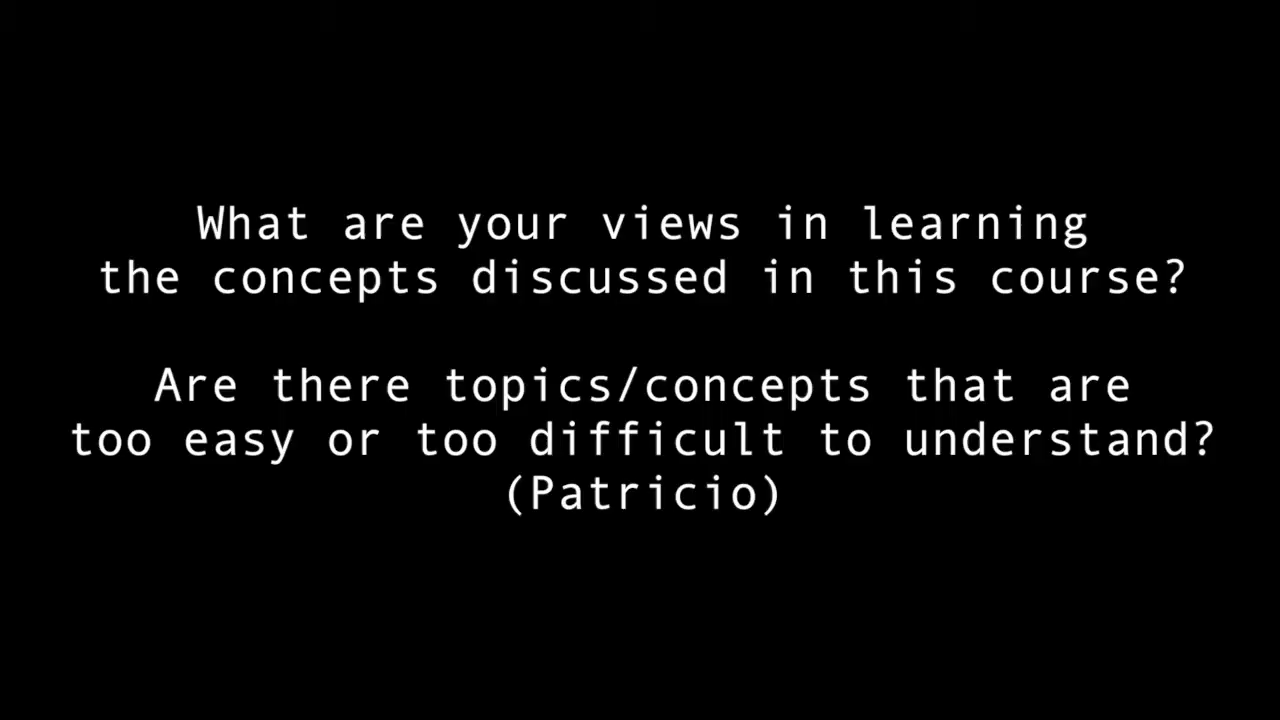 What are your views in learning
the concepts discussed in this course?
Are there topics/concepts that are
too easy or too difficult to understand?
(Patricio)